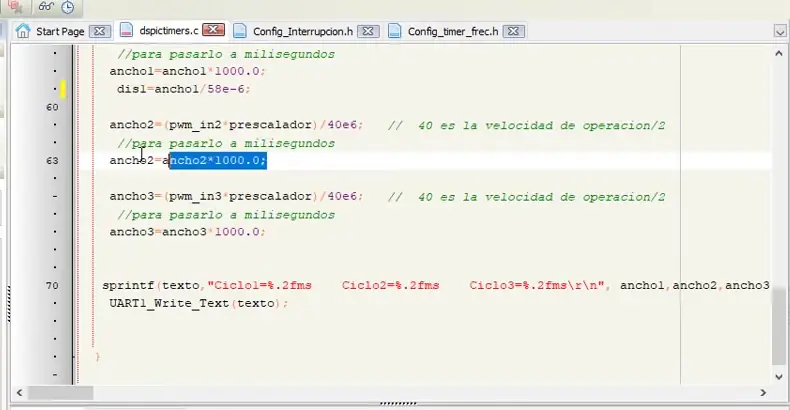 Start Page dspictimers.c Config_Interrupcion.h Config_timer_frec.h
//para pasarlo a milisegundos
ancho1=ancho1*1000.0;
dis1=ancho1/58e-6;
60
ancho2=(pwm_in2*prescalador)/40e6; // 40 es la velocidad de operacion/2
//para pasarlo a milisegundos
63 ancho2=ancho2*1000.0;
ancho3=(pwm_in3*prescalador)/40e6; // 40 es la velocidad de operacion/2
//para pasarlo a milisegundos
ancho3=ancho3*1000.0;
70 sprintf(texto,"Ciclo1=%.2fms Ciclo2=%.2fms Ciclo3=%.2fms\r\n", ancho1,ancho2,ancho3
UART1_Write_Text(texto);
}